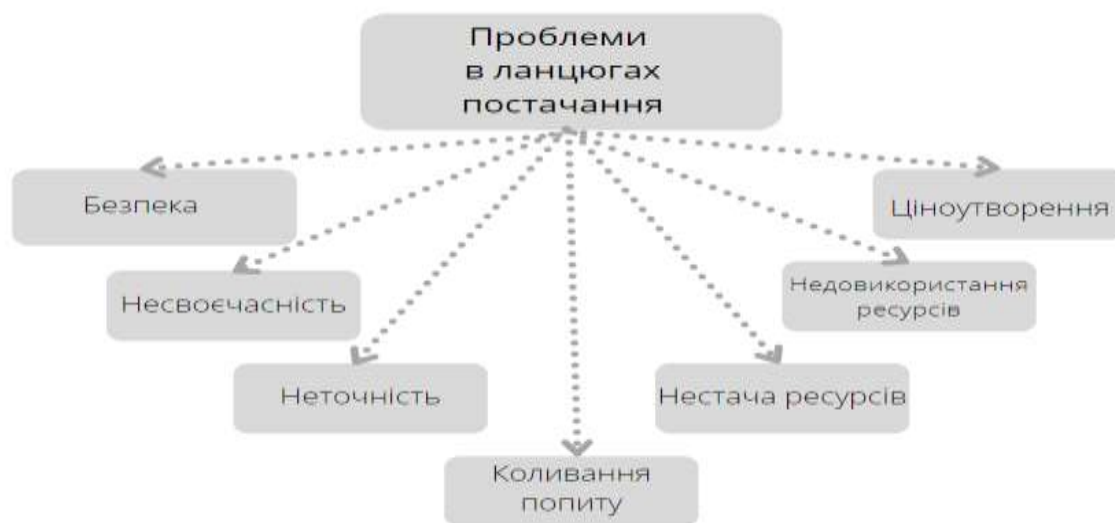 Проблеми
в ланцюгах
постачання
Безпека
Ціноутворення
Несвоєчасність
Недовикористання
ресурсів
Неточність
Нестача ресурсів
Коливання
попиту